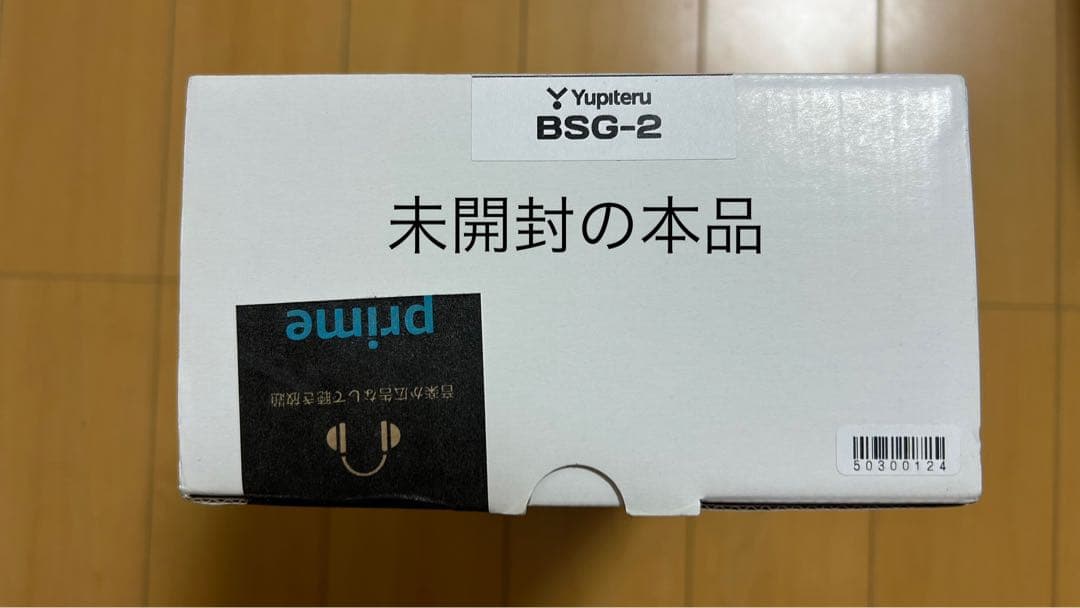 Yupiteru
BSG-2
未開封の本品
prime
音楽が広告なしで聴き放題
50300124